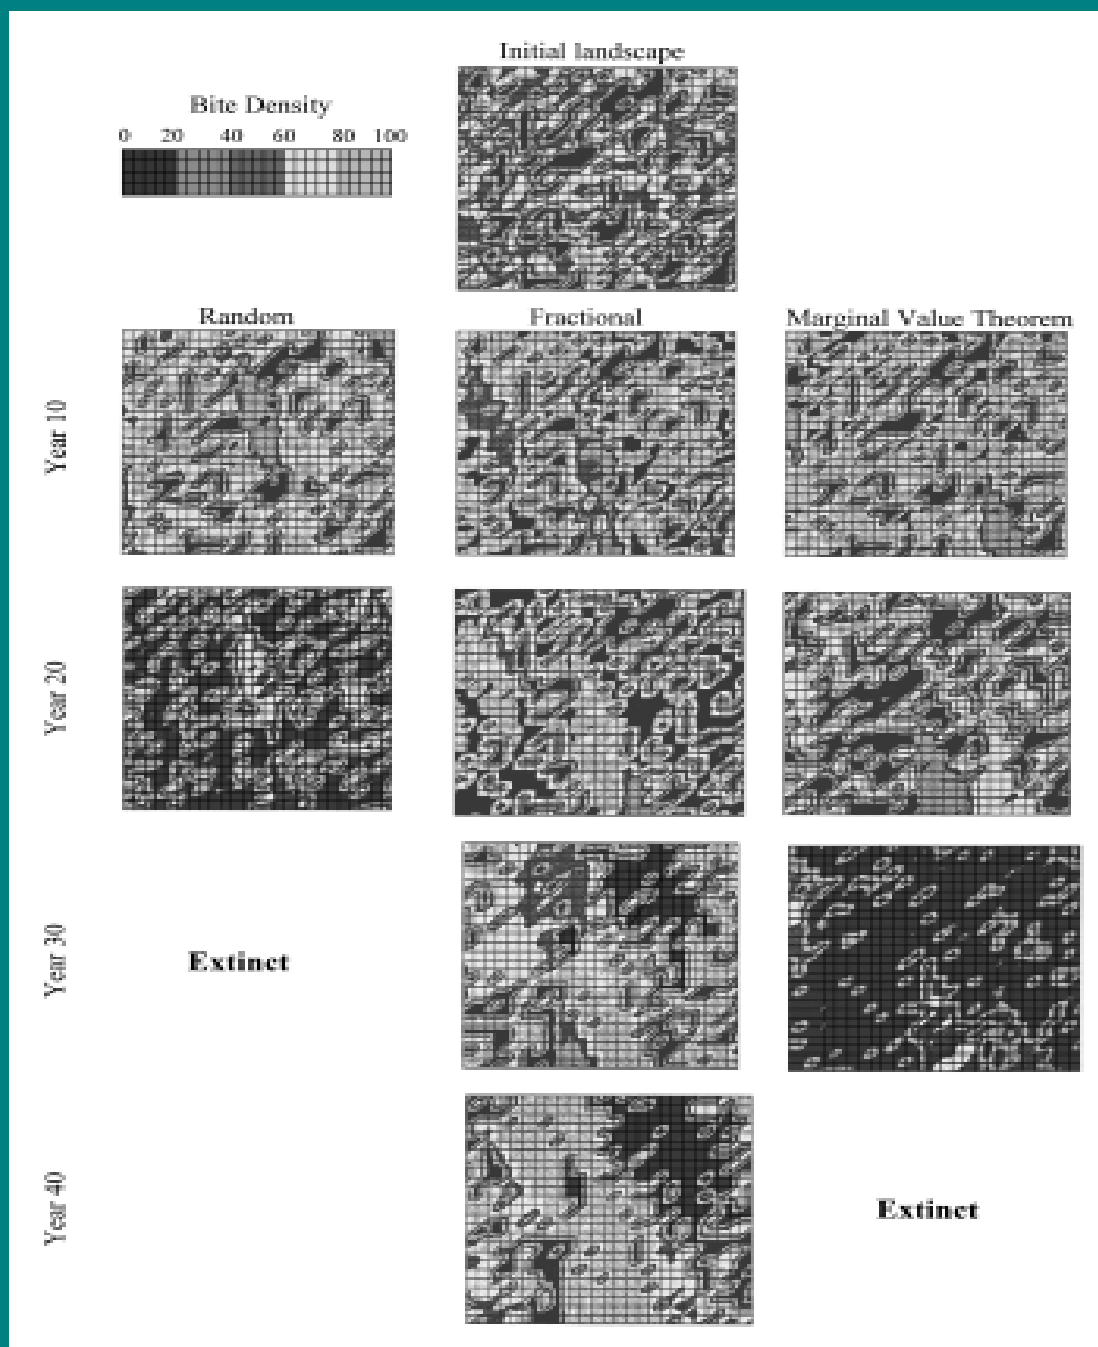 Initial landscape
Bite Density
0 20 40 60 80 100
Random Fractional Marginal Value Theorem
Year 10
Year 20
Year 30
Extinct
Year 40
Extinct